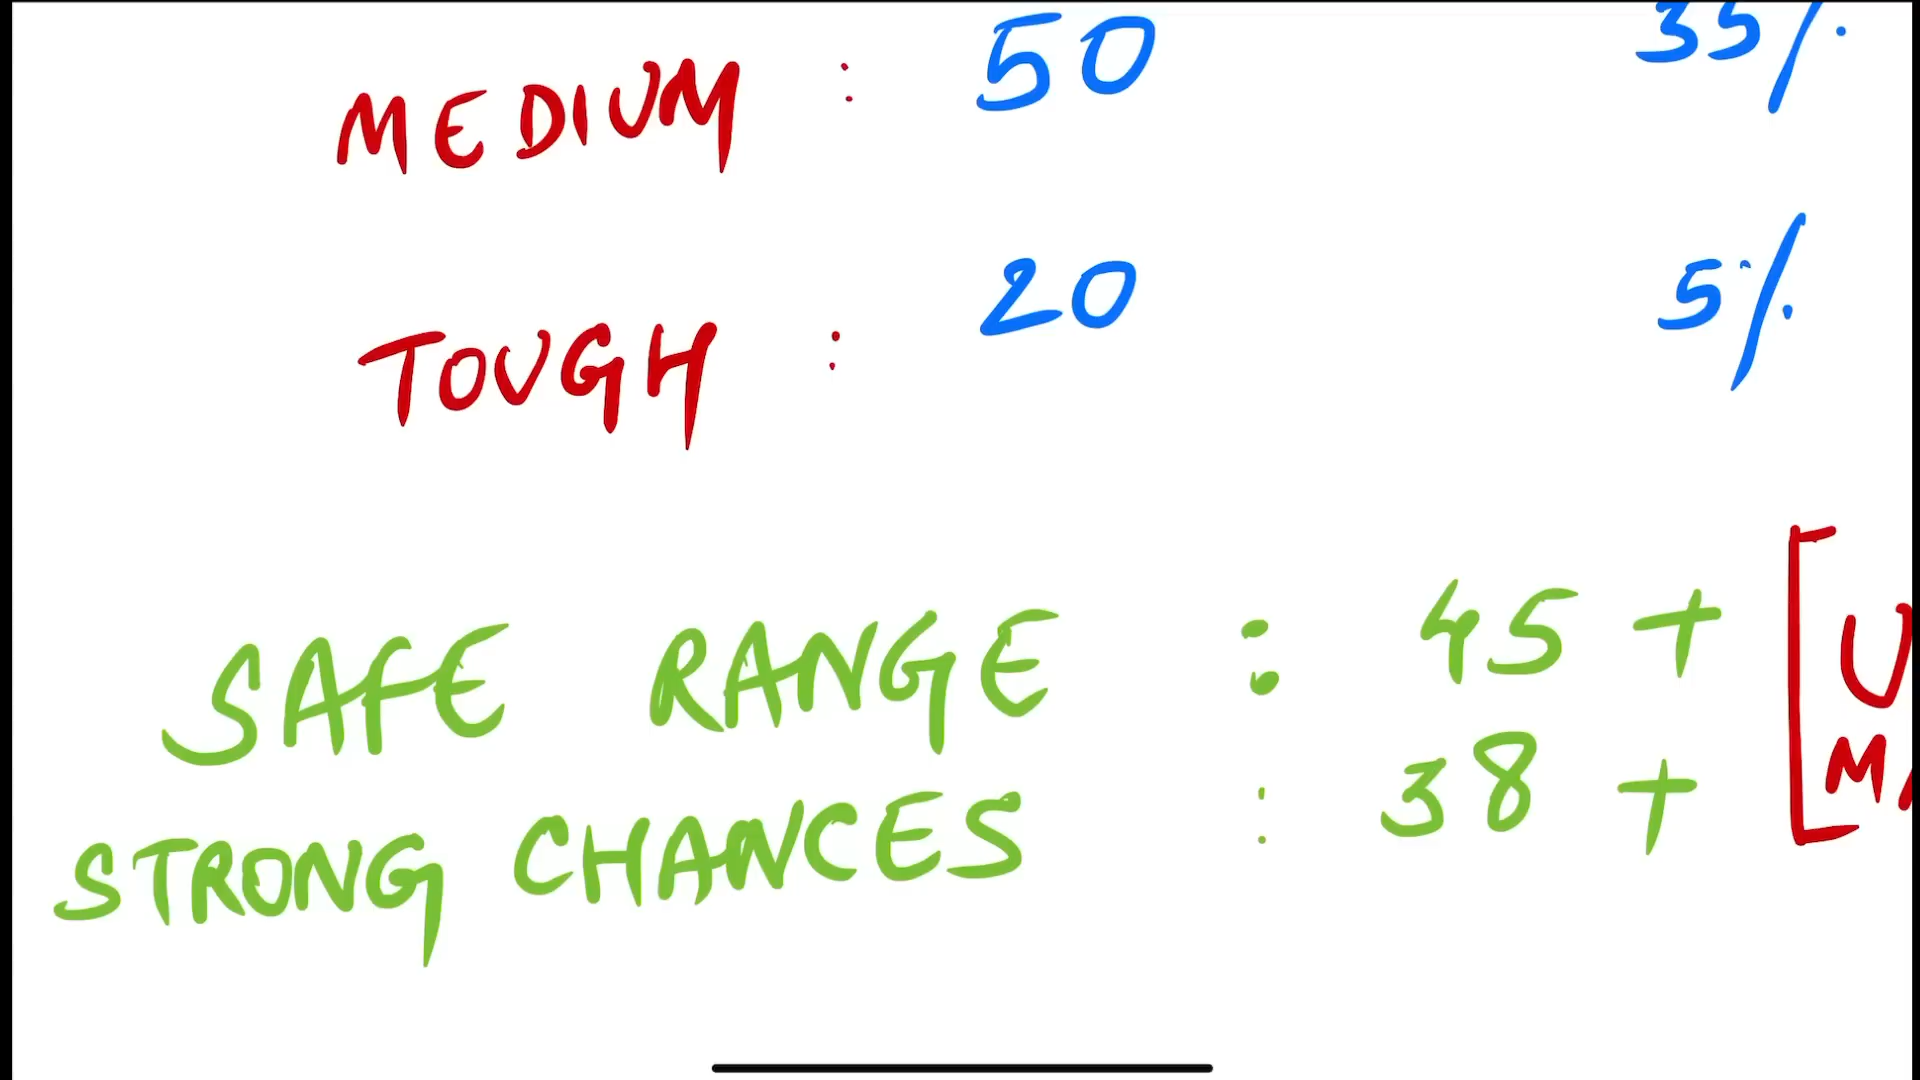 MEDIUM : 50 35%
TOUGH : 20 5%
SAFE RANGE : 45 +
STRONG CHANCES : 38 +